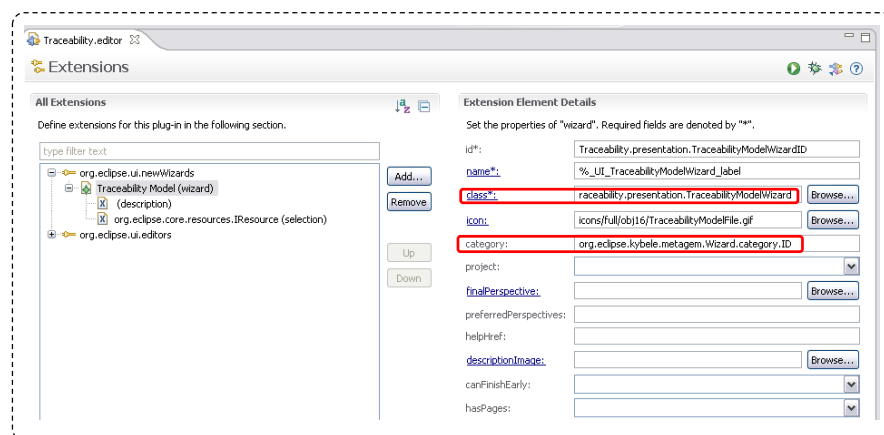 Traceability.editor
Extensions
All Extensions
Define extensions for this plug-in in the following section.
type filter text
org.eclipse.ui.newWizards
Traceability Model (wizard)
(description)
org.eclipse.core.resources.IResource (selection)
org.eclipse.ui.editors
Add...
Remove
Up
Down
Extension Element Details
Set the properties of "wizard". Required fields are denoted by "*".
id*: Traceability.presentation.TraceabilityModelWizardID
name*: %_UI_TraceabilityModelWizard_label
class*: raceability.presentation.TraceabilityModelWizard Browse...
icon: icons/full/obj16/TraceabilityModelFile.gif Browse...
category: org.eclipse.kybele.metagem.Wizard.category.ID
project:
finalPerspective: Browse...
preferredPerspectives:
helpHref:
descriptionImage: Browse...
canFinishEarly:
hasPages: